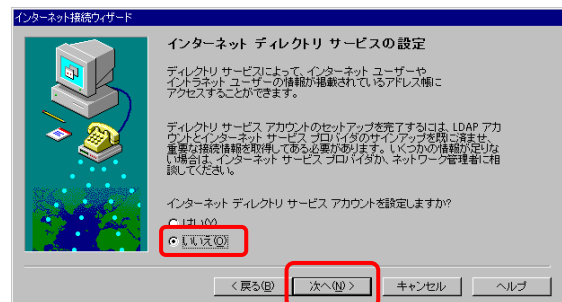 インターネット接続ウィザード
インターネット ディレクトリ サービスの設定
ディレクトリ サービスによって、インターネット ユーザーや
イントラネット ユーザーの情報が掲載されているアドレス帳に
アクセスすることができます。
ディレクトリ サービス アカウントのセットアップを完了するには、LDAP アカ
ウントとインターネット サービス プロバイダのサインアップを既に済ませ、
重要な接続情報を取得してある必要があります。いくつかの情報が足りな
い場合は、インターネット サービス プロバイダか、ネットワーク管理者に相
談してください。
インターネット ディレクトリ サービス アカウントを設定しますか?
はい(Y)
いいえ(O)
< 戻る(B) 次へ(N) > キャンセル ヘルプ